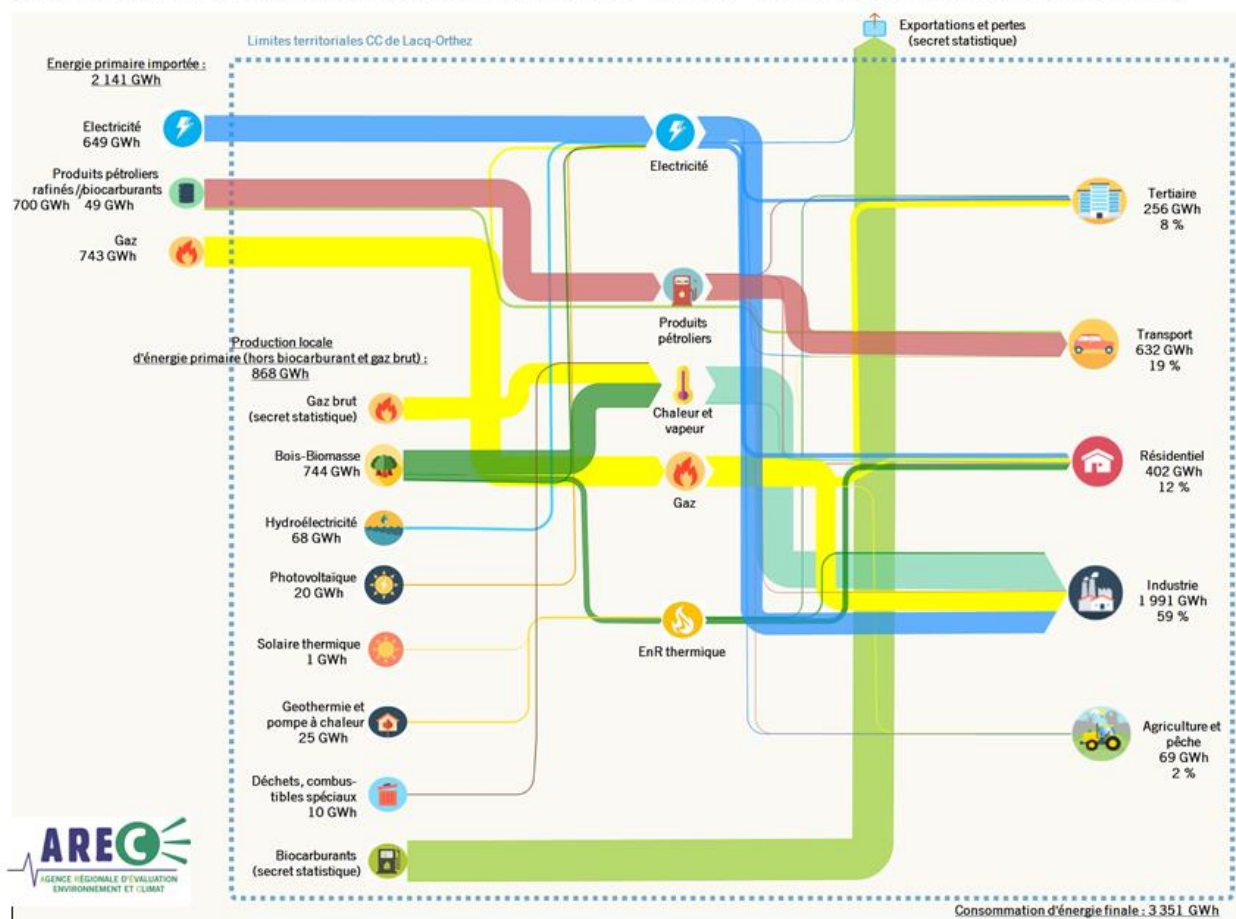 Exportations et pertes
(secret statistique)
Limites territoriales CC de Lacq-Orthez
Energie primaire importée :
2 141 GWh
Electricité
649 GWh
Electricité
Produits pétroliers
rafinés //biocarburants
700 GWh 49 GWh
Tertiaire
256 GWh
8 %
Gaz
743 GWh
Produits
pétroliers
Transport
632 GWh
19 %
Production locale
d'énergie primaire (hors biocarburant et gaz brut) :
868 GWh
Gaz brut
(secret statistique)
Chaleur et
vapeur
Bois-Biomasse
744 GWh
Gaz
Résidentiel
402 GWh
12 %
Hydroélectricité
68 GWh
Photovoltaïque
20 GWh
Industrie
1 991 GWh
59 %
Solaire thermique
1 GWh
EnR thermique
Geothermie et
pompe à chaleur
25 GWh
Agriculture et
pêche
69 GWh
2 %
Déchets, combus-
tibles spéciaux
10 GWh
Biocarburants
(secret statistique)
AREC
AGENCE RÉGIONALE D'ÉVALUATION
ENVIRONNEMENT ET CLIMAT
Consommation d'énergie finale : 3 351 GWh